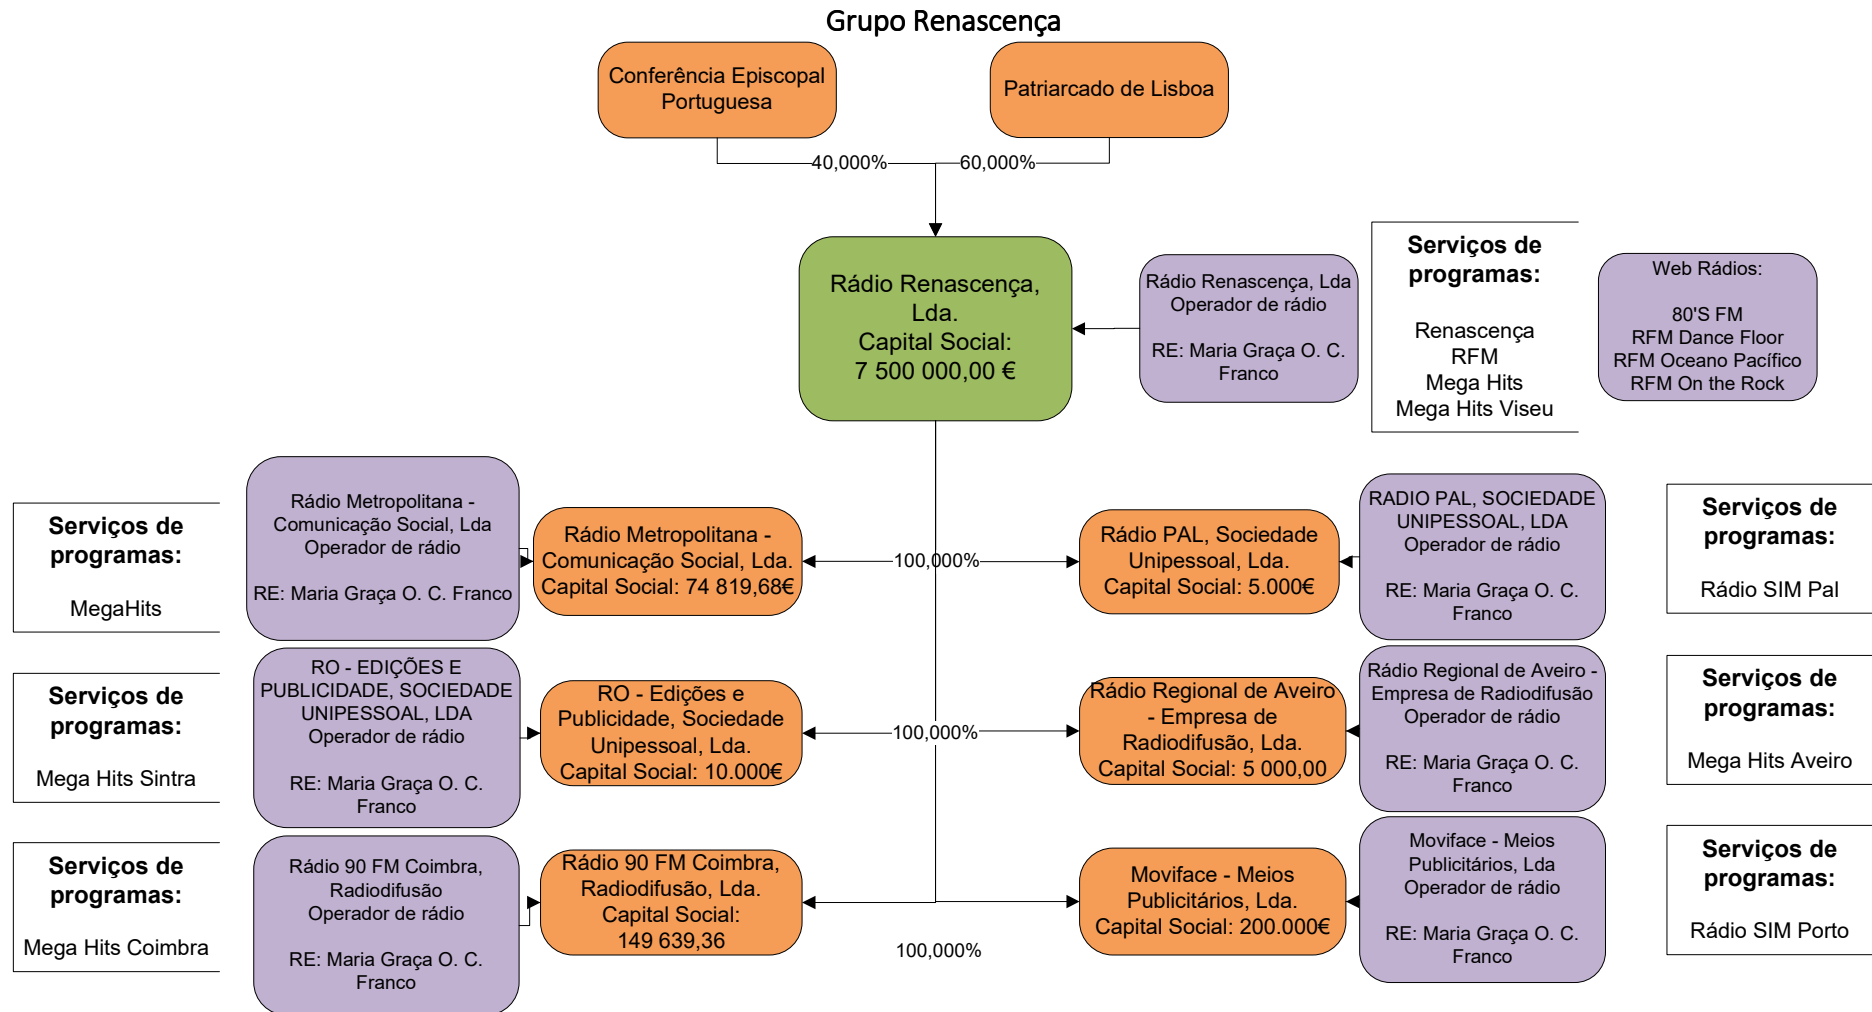 Grupo Renascença
Conferência Episcopal
Portuguesa
Patriarcado de Lisboa
40,000%
60,000%
Rádio Renascença,
Lda.
Capital Social:
7 500 000,00 €
Rádio Renascença, Lda
Operador de rádio
RE: Maria Graça O. C.
Franco
Serviços de
programas:
Renascença
RFM
Mega Hits
Mega Hits Viseu
Web Rádios:
80'S FM
RFM Dance Floor
RFM Oceano Pacífico
RFM On the Rock
Serviços de
programas:
MegaHits
Rádio Metropolitana -
Comunicação Social, Lda
Operador de rádio
RE: Maria Graça O. C. Franco
Rádio Metropolitana -
Comunicação Social, Lda.
Capital Social: 74 819,68€
100,000%
Rádio PAL, Sociedade
Unipessoal, Lda.
Capital Social: 5.000€
RADIO PAL, SOCIEDADE
UNIPESSOAL, LDA
Operador de rádio
RE: Maria Graça O. C.
Franco
Serviços de
programas:
Rádio SIM Pal
Serviços de
programas:
Mega Hits Sintra
RO - EDIÇÕES E
PUBLICIDADE, SOCIEDADE
UNIPESSOAL, LDA
Operador de rádio
RE: Maria Graça O. C.
Franco
RO - Edições e
Publicidade, Sociedade
Unipessoal, Lda.
Capital Social: 10.000€
100,000%
Rádio Regional de Aveiro
- Empresa de
Radiodifusão, Lda.
Capital Social: 5 000,00
Rádio Regional de Aveiro -
Empresa de Radiodifusão
Operador de rádio
RE: Maria Graça O. C.
Franco
Serviços de
programas:
Mega Hits Aveiro
Serviços de
programas:
Mega Hits Coimbra
Rádio 90 FM Coimbra,
Radiodifusão
Operador de rádio
RE: Maria Graça O. C.
Franco
Rádio 90 FM Coimbra,
Radiodifusão, Lda.
Capital Social:
149 639,36
100,000%
Moviface - Meios
Publicitários, Lda.
Capital Social: 200.000€
Moviface - Meios
Publicitários, Lda
Operador de rádio
RE: Maria Graça O. C.
Franco
Serviços de
programas:
Rádio SIM Porto